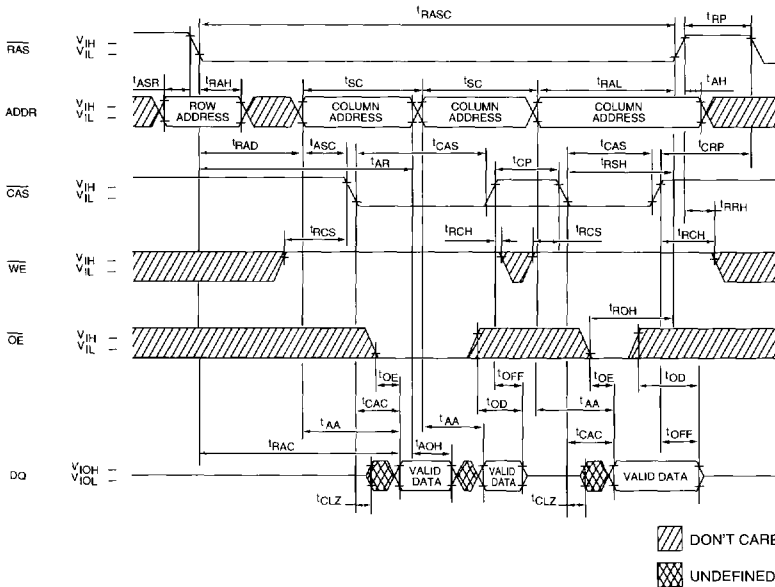 tRASC
tRP
RAS
VIH
VIL
tASR
tRAH
tSC
tSC
tRAL
tAH
ADDR
VIH
VIL
ROW ADDRESS
COLUMN ADDRESS
COLUMN ADDRESS
COLUMN ADDRESS
tRAD
tASC
tCAS
tCAS
tCRP
tAR
tCP
tRSH
CAS
VIH
VIL
tRRH
tRCS
tRCH
tRCS
tRCH
WE
VIH
VIL
tROH
OE
VIH
VIL
tOE
tOFF
tOE
tOD
tCAC
tOD
tAA
tAA
tAA
tCAC
tRAC
tAOH
tOFF
DQ
VIOH
VIOL
VALID DATA
VALID DATA
VALID DATA
tCLZ
tCLZ
DON'T CARE
UNDEFINED